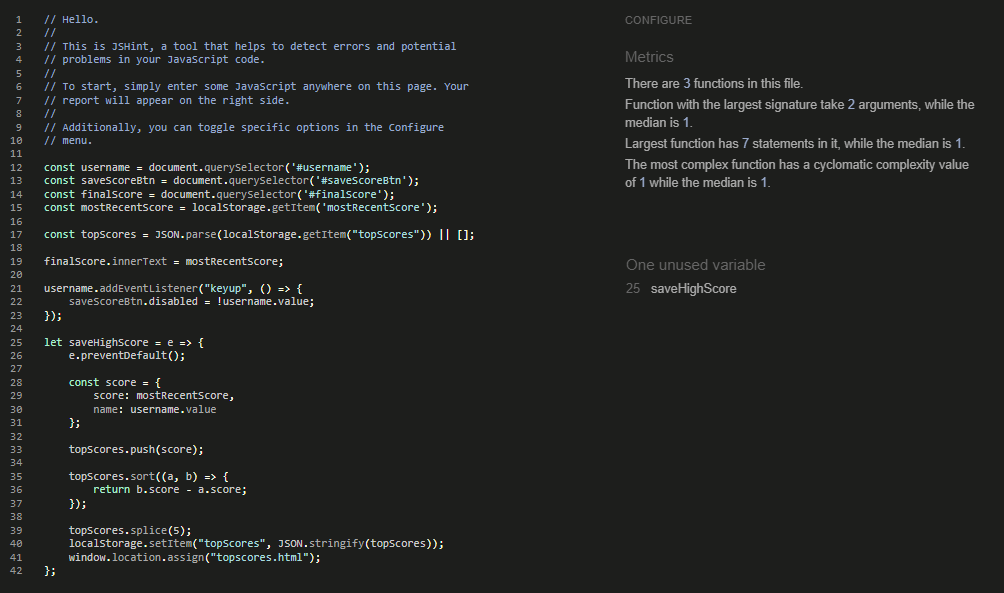 1 // Hello.
2 //
3 // This is JSHint, a tool that helps to detect errors and potential
4 // problems in your JavaScript code.
5 //
6 // To start, simply enter some JavaScript anywhere on this page. Your
7 // report will appear on the right side.
8 //
9 // Additionally, you can toggle specific options in the Configure
10 // menu.
11
12 const username = document.querySelector('#username');
13 const saveScoreBtn = document.querySelector('#saveScoreBtn');
14 const finalScore = document.querySelector('#finalScore');
15 const mostRecentScore = localStorage.getItem('mostRecentScore');
16
17 const topScores = JSON.parse(localStorage.getItem("topScores")) || [];
18
19 finalScore.innerText = mostRecentScore;
20
21 username.addEventListener("keyup", () => {
22     saveScoreBtn.disabled = !username.value;
23 });
24
25 let saveHighScore = e => {
26     e.preventDefault();
27
28     const score = {
29         score: mostRecentScore,
30         name: username.value
31     };
32
33     topScores.push(score);
34
35     topScores.sort((a, b) => {
36         return b.score - a.score;
37     });
38
39     topScores.splice(5);
40     localStorage.setItem("topScores", JSON.stringify(topScores));
41     window.location.assign("topscores.html");
42 };
CONFIGURE
Metrics
There are 3 functions in this file.
Function with the largest signature take 2 arguments, while the
median is 1.
Largest function has 7 statements in it, while the median is 1.
The most complex function has a cyclomatic complexity value
of 1 while the median is 1.
One unused variable
25 saveHighScore